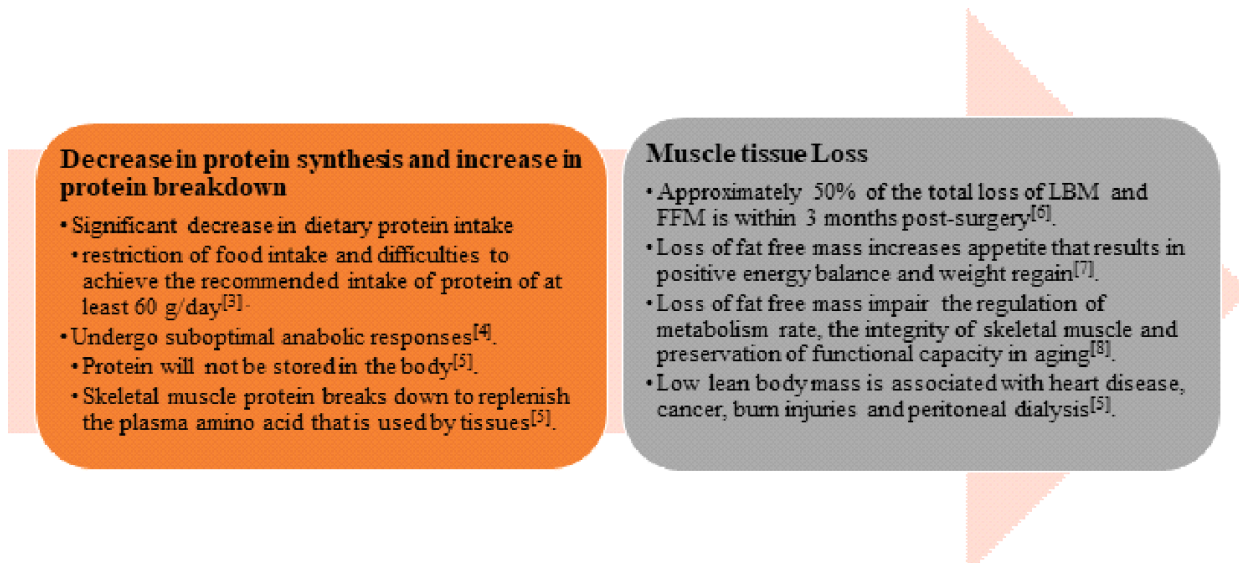 Decrease in protein synthesis and increase in
protein breakdown
• Significant decrease in dietary protein intake
• restriction of food intake and difficulties to
achieve the recommended intake of protein of at
least 60 g/day[3].
• Undergo suboptimal anabolic responses[4].
• Protein will not be stored in the body[5].
• Skeletal muscle protein breaks down to replenish
the plasma amino acid that is used by tissues[5].
Muscle tissue Loss
• Approximately 50% of the total loss of LBM and
FFM is within 3 months post-surgery[6].
• Loss of fat free mass increases appetite that results in
positive energy balance and weight regain[7].
• Loss of fat free mass impair the regulation of
metabolism rate, the integrity of skeletal muscle and
preservation of functional capacity in aging[8].
• Low lean body mass is associated with heart disease,
cancer, burn injuries and peritoneal dialysis[5].